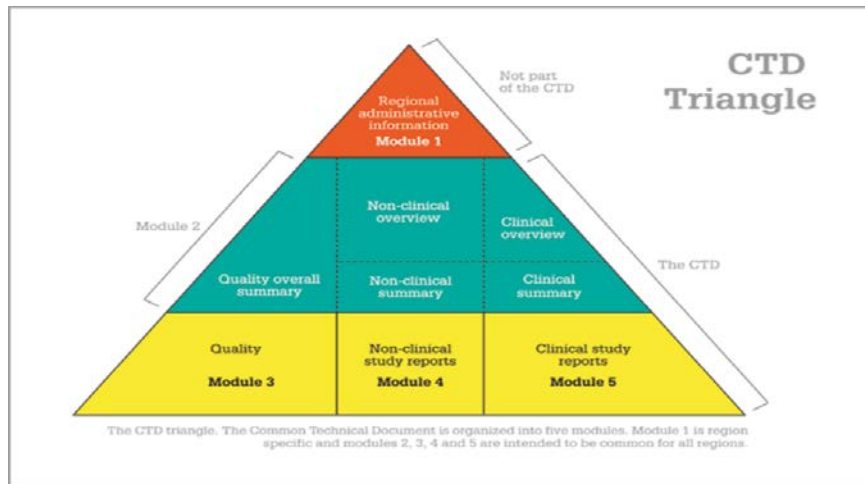 CTD
Triangle
Not part
of the CTD
Regional
administrative
information
Module 1
Module 2
Non-clinical
overview
Clinical
overview
The CTD
Quality overall
summary
Non-clinical
summary
Clinical
summary
Quality
Module 3
Non-clinical
study reports
Module 4
Clinical study
reports
Module 5
The CTD triangle. The Common Technical Document is organized into five modules. Module 1 is region
specific and modules 2, 3, 4 and 5 are intended to be common for all regions.